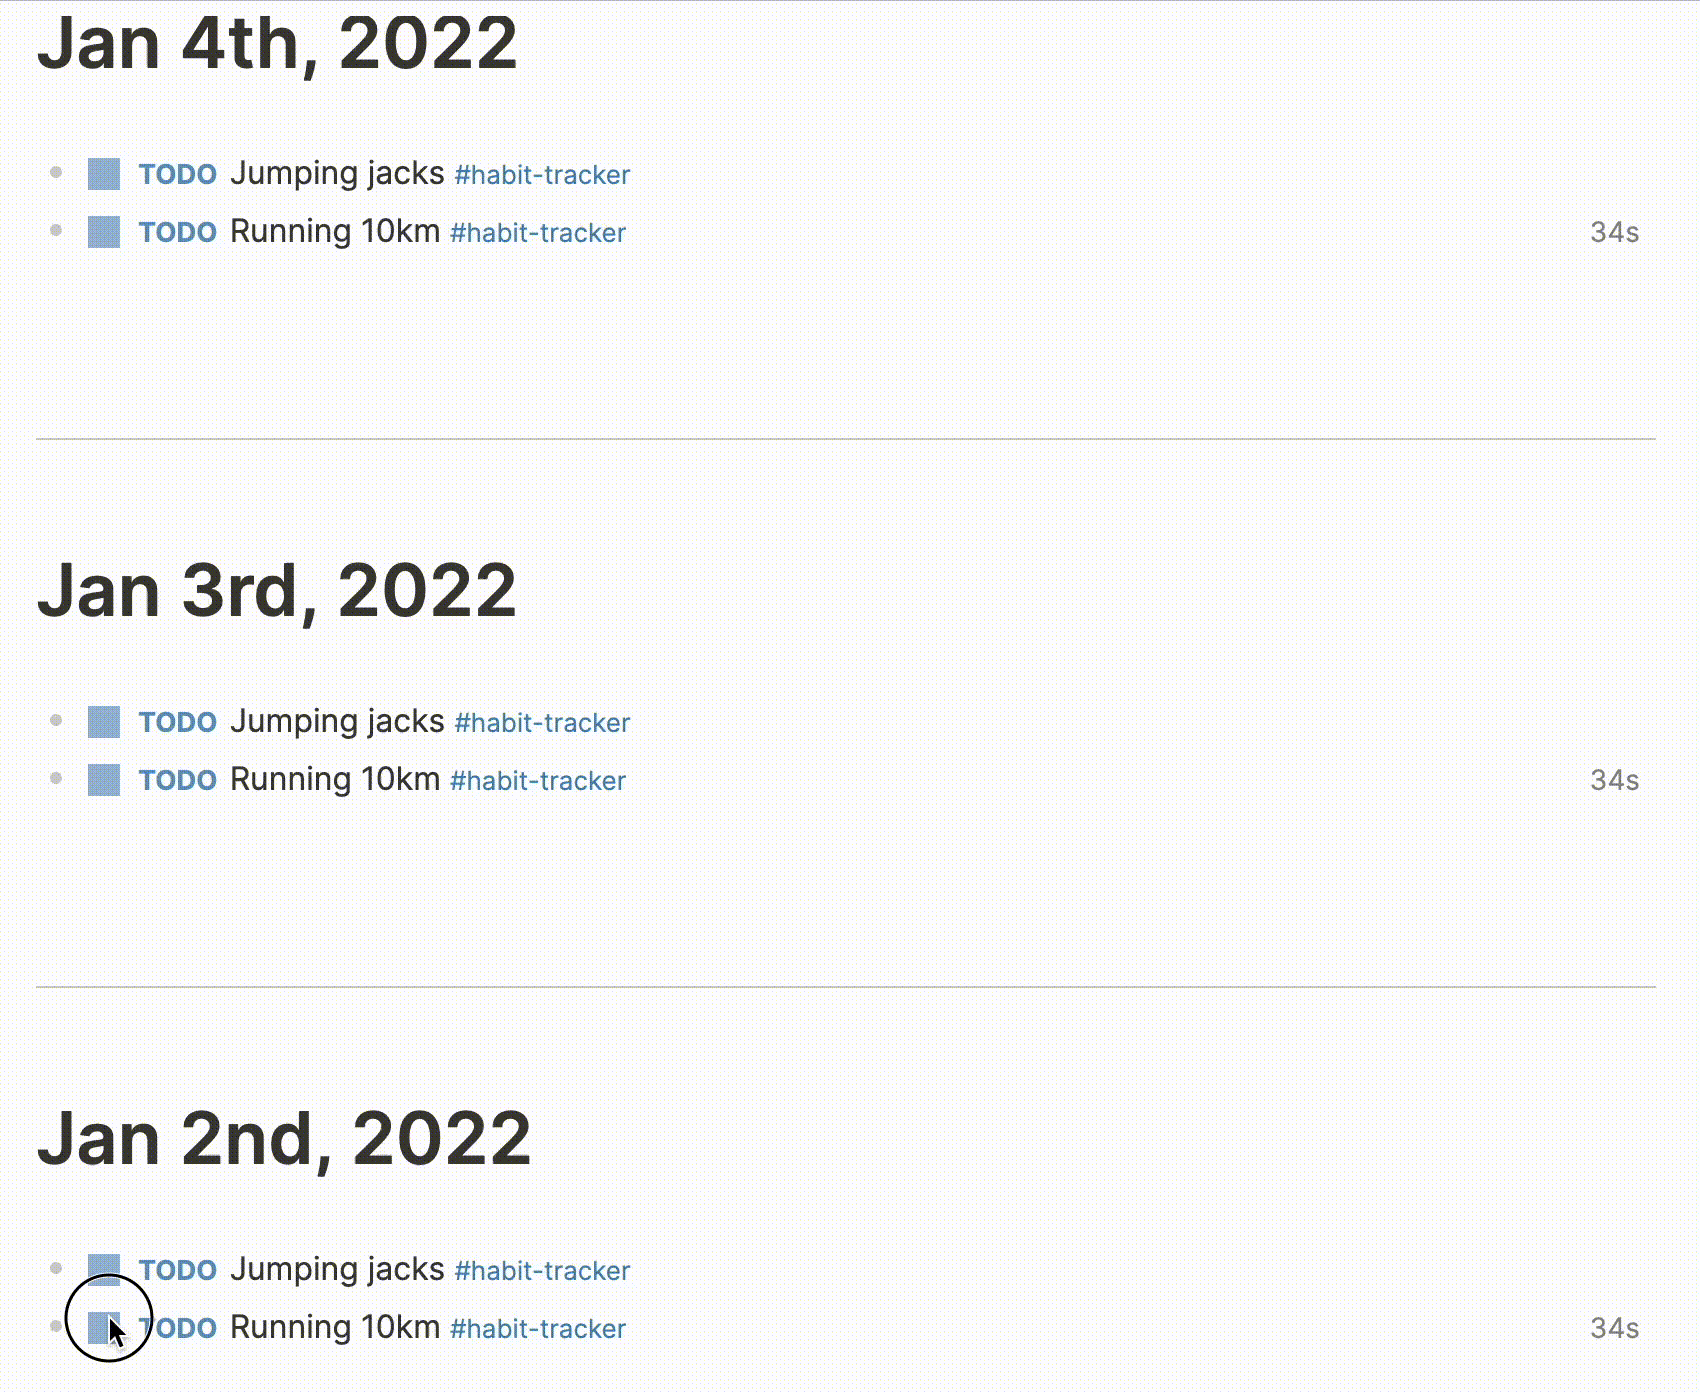 Jan 4th, 2022
TODO Jumping jacks #habit-tracker
TODO Running 10km #habit-tracker 34s
Jan 3rd, 2022
TODO Jumping jacks #habit-tracker
TODO Running 10km #habit-tracker 34s
Jan 2nd, 2022
TODO Jumping jacks #habit-tracker
TODO Running 10km #habit-tracker 34s